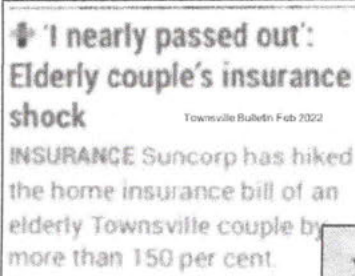 'I nearly passed out':
Elderly couple's insurance
shock
Townsville Bulletin Feb 2022
INSURANCE Suncorp has hiked
the home insurance bill of an
elderly Townsville couple by
more than 150 per cent.